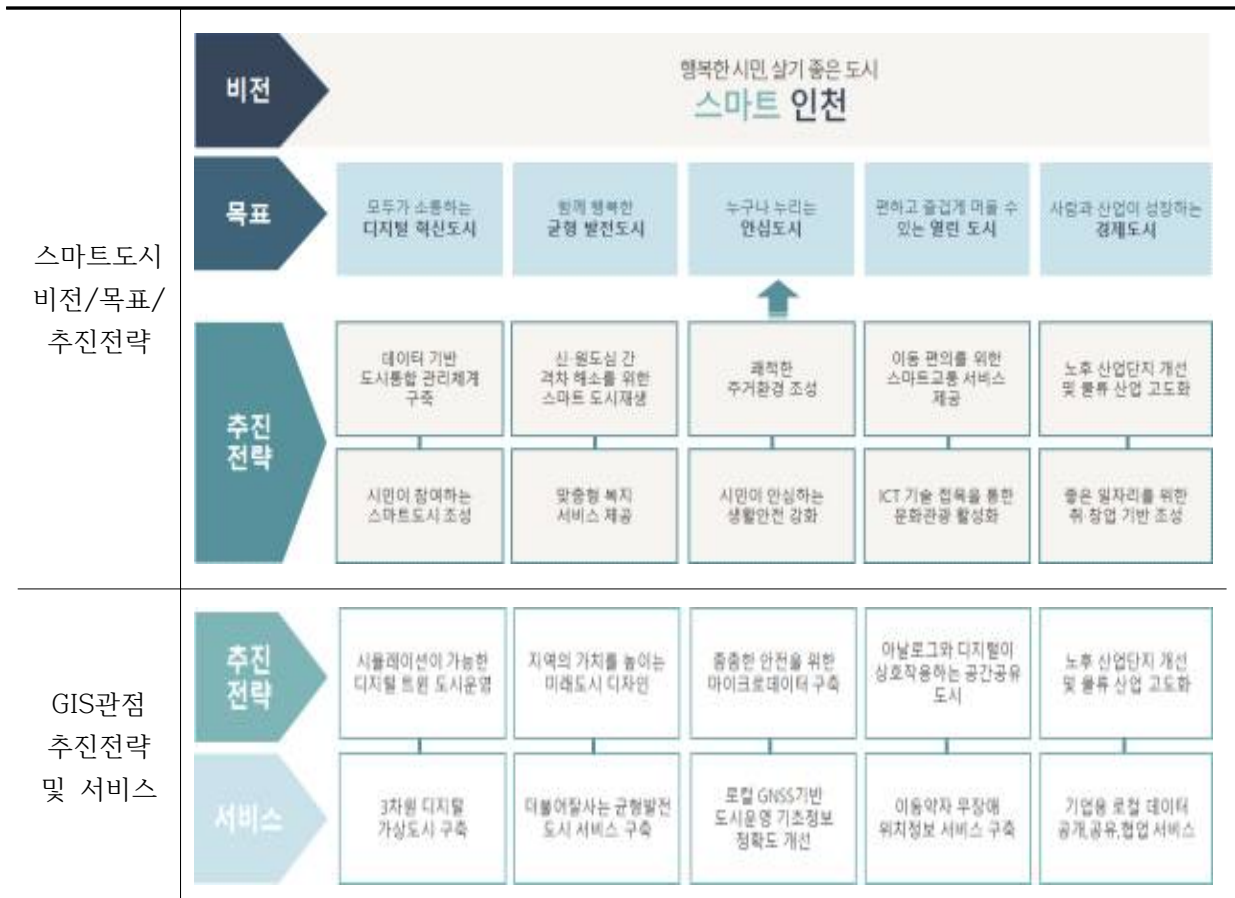 스마트도시
비전/목표/
추진전략
비전
행복한 시민, 살기 좋은 도시
스마트 인천
목표
모두가 소통하는
디지털 혁신도시
함께 행복한
균형 발전도시
누구나 누리는
안심도시
편하고 즐겁게 머물 수
있는 열린 도시
사람과 산업이 성장하는
경제도시
추진
전략
데이터 기반
도시통합 관리체계
구축
신·원도심 간
격차 해소를 위한
스마트 도시재생
쾌적한
주거환경 조성
이동 편의를 위한
스마트교통 서비스
제공
노후 산업단지 개선
및 물류 산업 고도화
시민이 참여하는
스마트도시 조성
맞춤형 복지
서비스 제공
시민이 안심하는
생활안전 강화
ICT 기술 접목을 통한
문화관광 활성화
좋은 일자리를 위한
취·창업 기반 조성
GIS관점
추진전략
및 서비스
추진
전략
시뮬레이션이 가능한
디지털 트윈 도시운영
지역의 가치를 높이는
미래도시 디자인
촘촘한 안전을 위한
마이크로데이터 구축
아날로그와 디지털이
상호작용하는 공간공유
도시
노후 산업단지 개선
및 물류 산업 고도화
서비스
3차원 디지털
가상도시 구축
더불어잘사는 균형발전
도시 서비스 구축
로컬 GNSS기반
도시운영 기초정보
정확도 개선
이동약자 무장애
위치정보 서비스 구축
기업용 로컬 데이터
공개,공유,협업 서비스